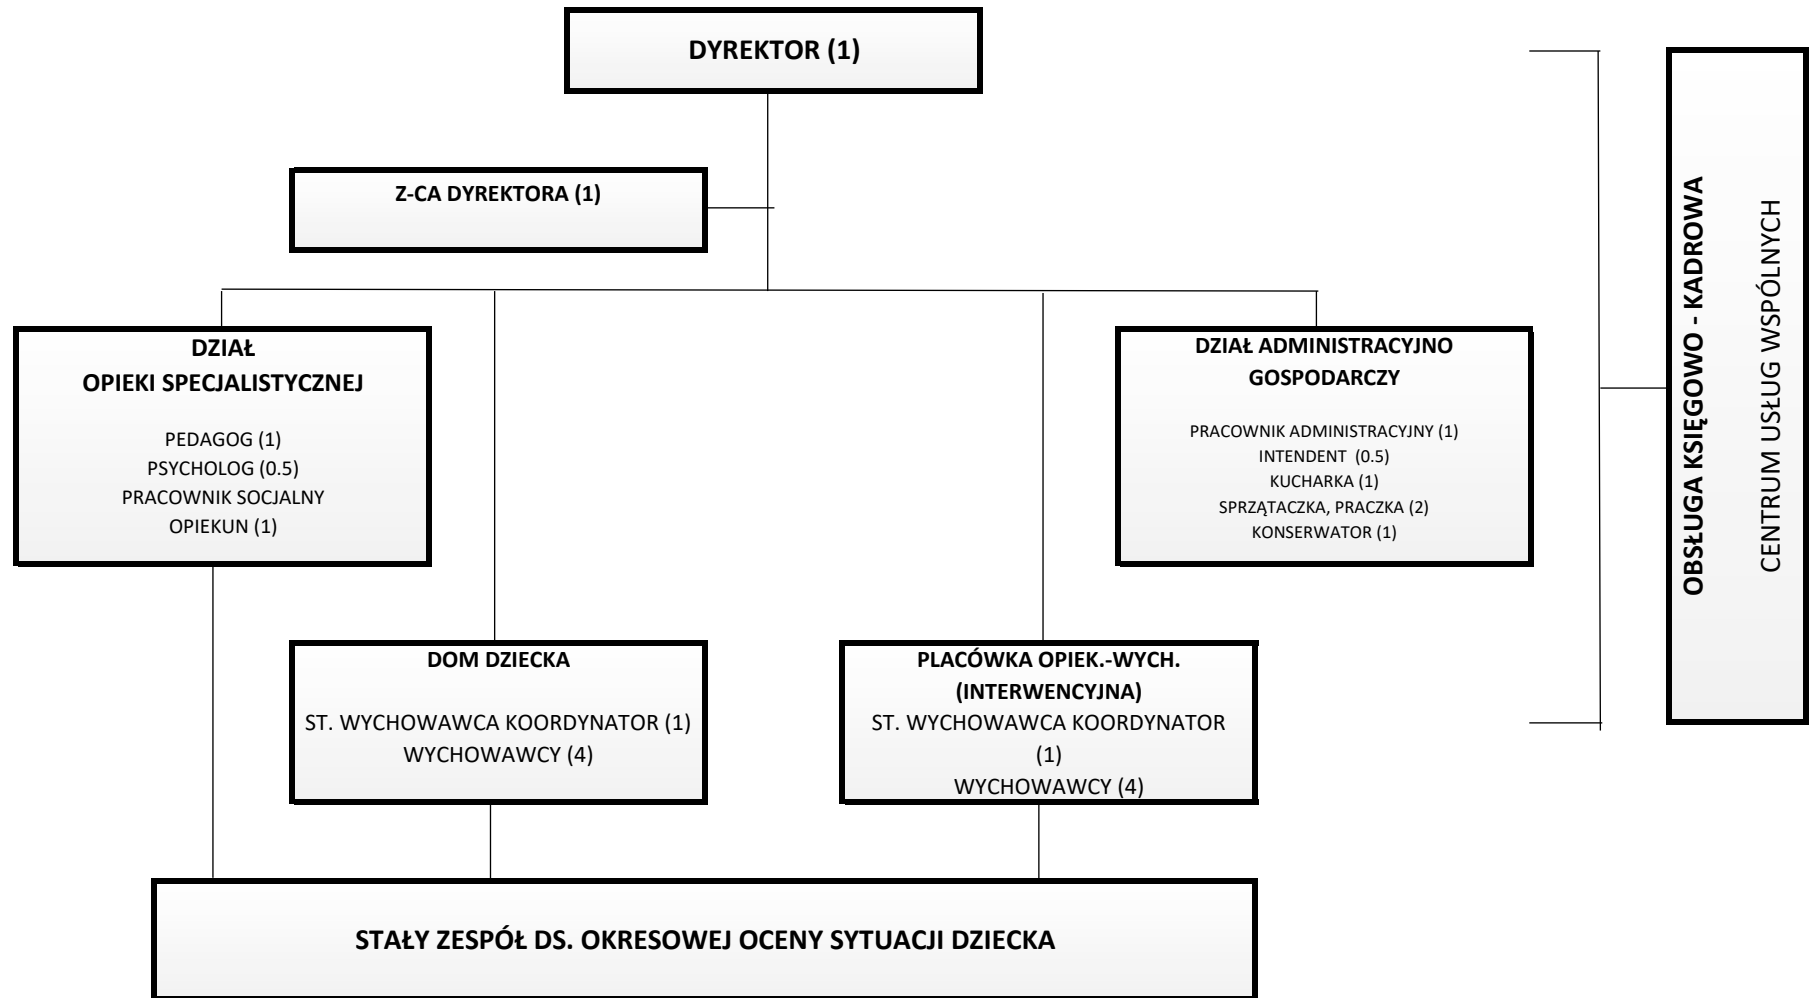 DYREKTOR (1)
Z-CA DYREKTORA (1)
DZIAŁ
OPIEKI SPECJALISTYCZNEJ
PEDAGOG (1)
PSYCHOLOG (0.5)
PRACOWNIK SOCJALNY
OPIEKUN (1)
DZIAŁ ADMINISTRACYJNO
GOSPODARCZY
PRACOWNIK ADMINISTRACYJNY (1)
INTENDENT (0.5)
KUCHARKA (1)
SPRZĄTACZKA, PRACZKA (2)
KONSERWATOR (1)
DOM DZIECKA
ST. WYCHOWAWCA KOORDYNATOR (1)
WYCHOWAWCY (4)
PLACÓWKA OPIEK.-WYCH.
(INTERWENCYJNA)
ST. WYCHOWAWCA KOORDYNATOR
(1)
WYCHOWAWCY (4)
STAŁY ZESPÓŁ DS. OKRESOWEJ OCENY SYTUACJI DZIECKA
OBSŁUGA KSIĘGOWO - KADROWA
CENTRUM USŁUG WSPÓLNYCH